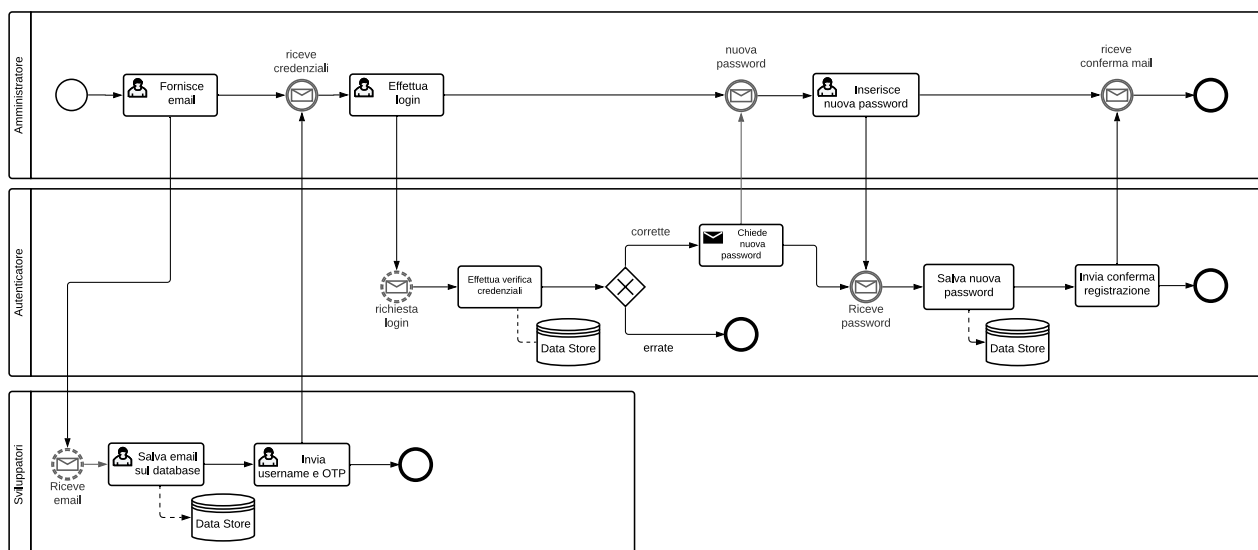 Amministratore
Fornisce
email
riceve
credenziali
Effettua
login
nuova
password
Inserisce
nuova password
riceve
conferma mail
Autenticatore
richiesta
login
Effettua verifica
credenziali
Data Store
corrette
errate
Chiede
nuova
password
Riceve
password
Salva nuova
password
Data Store
Invia conferma
registrazione
Sviluppatori
Riceve
email
Salva email
sul database
Data Store
Invia
username e OTP